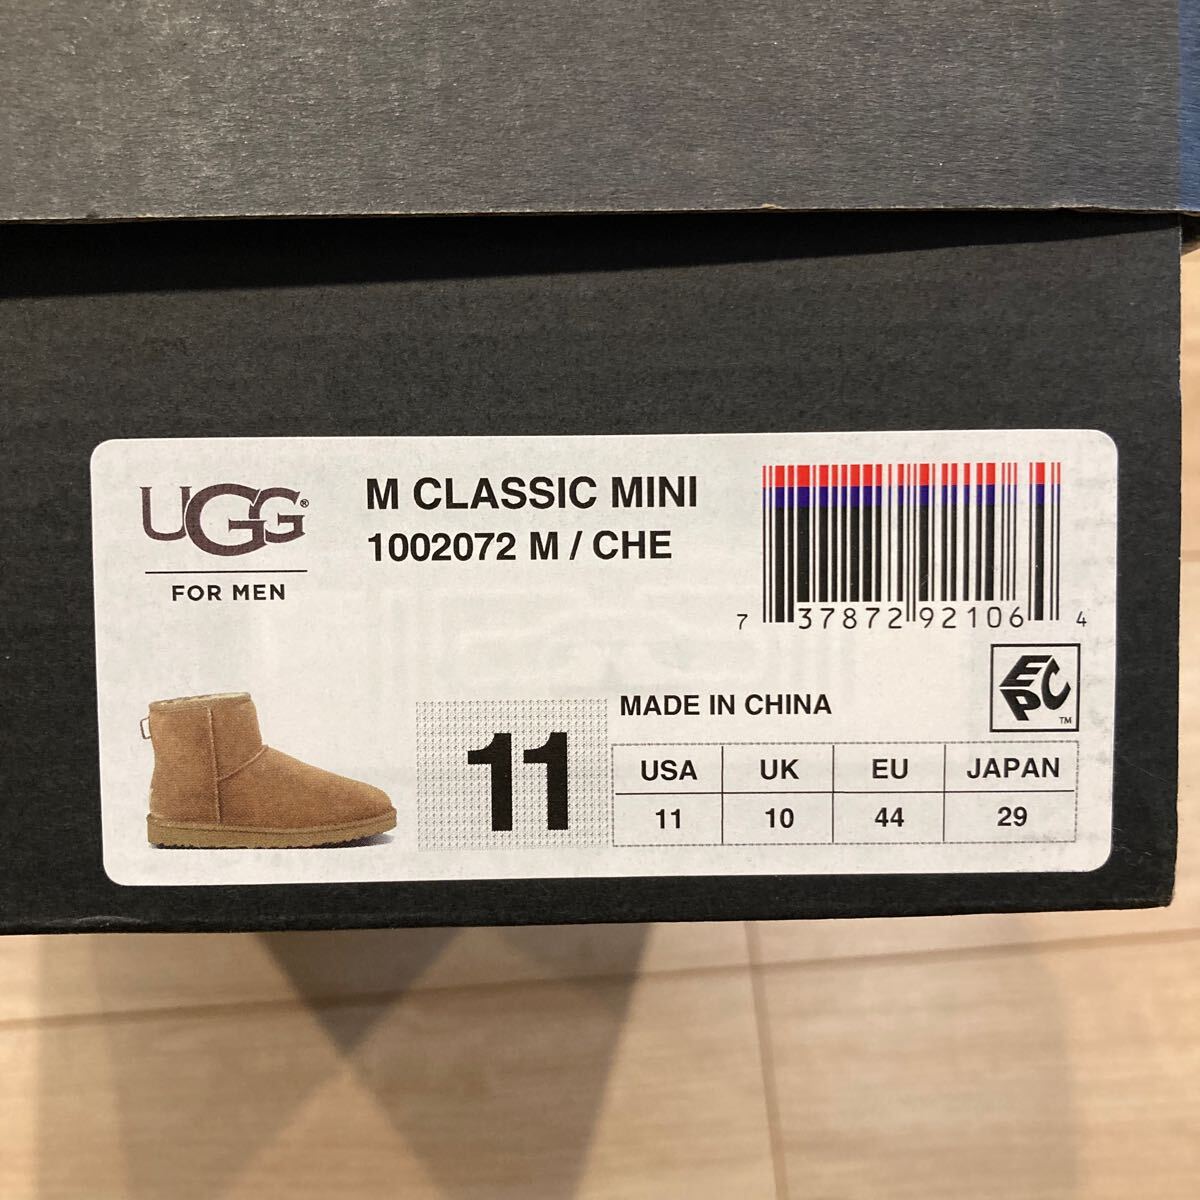 UGG®
FOR MEN
M CLASSIC MINI
1002072 M / CHE
7 37872 92106 4
EPC™
MADE IN CHINA
11
USA UK EU JAPAN
11 10 44 29